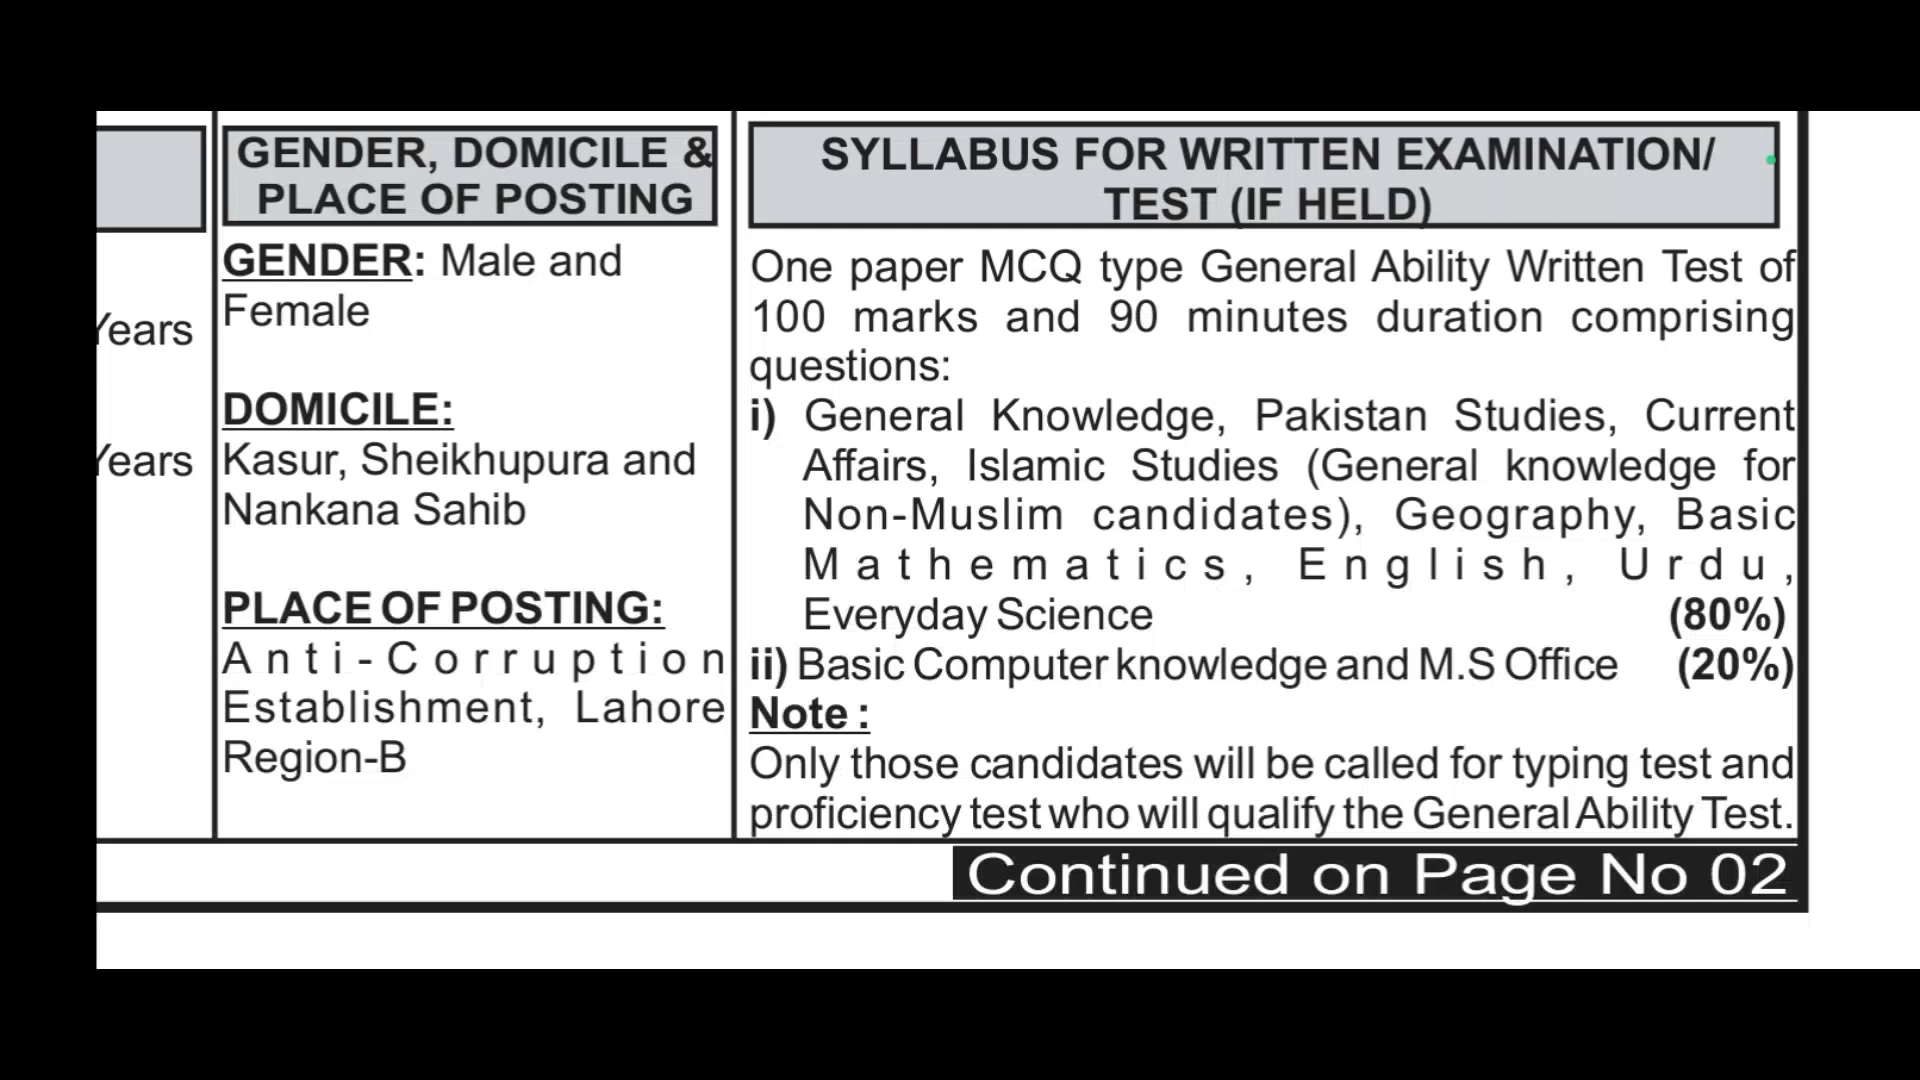 GENDER, DOMICILE &
PLACE OF POSTING
GENDER: Male and
Female
DOMICILE:
Kasur, Sheikhupura and
Nankana Sahib
PLACE OF POSTING:
Anti-Corruption
Establishment, Lahore
Region-B
Years
Years
SYLLABUS FOR WRITTEN EXAMINATION/
TEST (IF HELD)
One paper MCQ type General Ability Written Test of
100 marks and 90 minutes duration comprising
questions:
i) General Knowledge, Pakistan Studies, Current
Affairs, Islamic Studies (General knowledge for
Non-Muslim candidates), Geography, Basic
Mathematics, English, Urdu,
Everyday Science (80%)
ii) Basic Computer knowledge and M.S Office (20%)
Note :
Only those candidates will be called for typing test and
proficiency test who will qualify the General Ability Test.
Continued on Page No 02